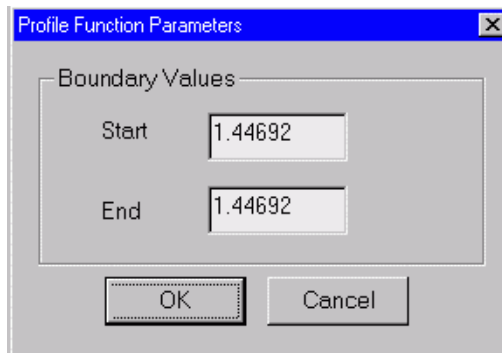 Profile Function Parameters
Boundary Values
Start 1.44692
End 1.44692
OK Cancel